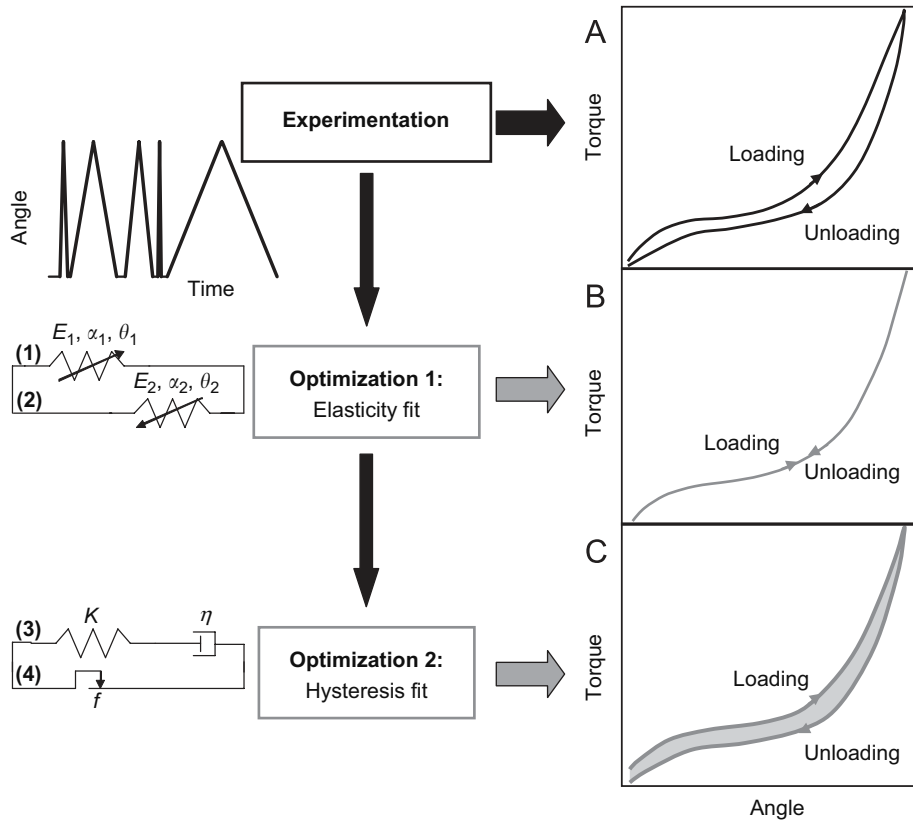 A
Experimentation
Torque
Loading
Unloading
Angle
Time
B
E1, α1, θ1
(1)
E2, α2, θ2
(2)
Optimization 1:
Elasticity fit
Torque
Loading
Unloading
C
(3)
K
η
(4)
f
Optimization 2:
Hysteresis fit
Torque
Loading
Unloading
Angle